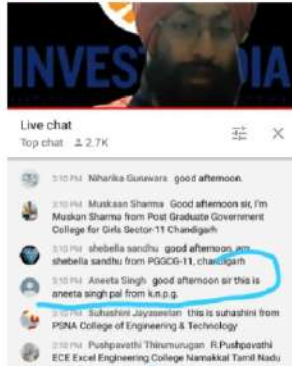 INVES DIA
Live chat
Top chat 2.7K
3:10 PM Niharika Gunuwara good afternoon.
3:10 PM Muskaan Sharma Good afternoon sir, I'm
Muskan Sharma from Post Graduate Government
College for Girls Sector-11 Chandigarh
3:10 PM shebella sandhu good afternoon, am
shebella sandhu from PGGCG-11, chandigarh
3:10 PM Aneeta Singh good afternoon sir this is
aneeta singh pal from k.n.p.g.
3:10 PM Suhashini Jayaseelan this is suhashini from
PSNA College of Engineering & Technology
3:10 PM Pushpavathi Thirumurugan R.Pushpavathi
ECE Excel Engineering College Namakkal Tamil Nadu